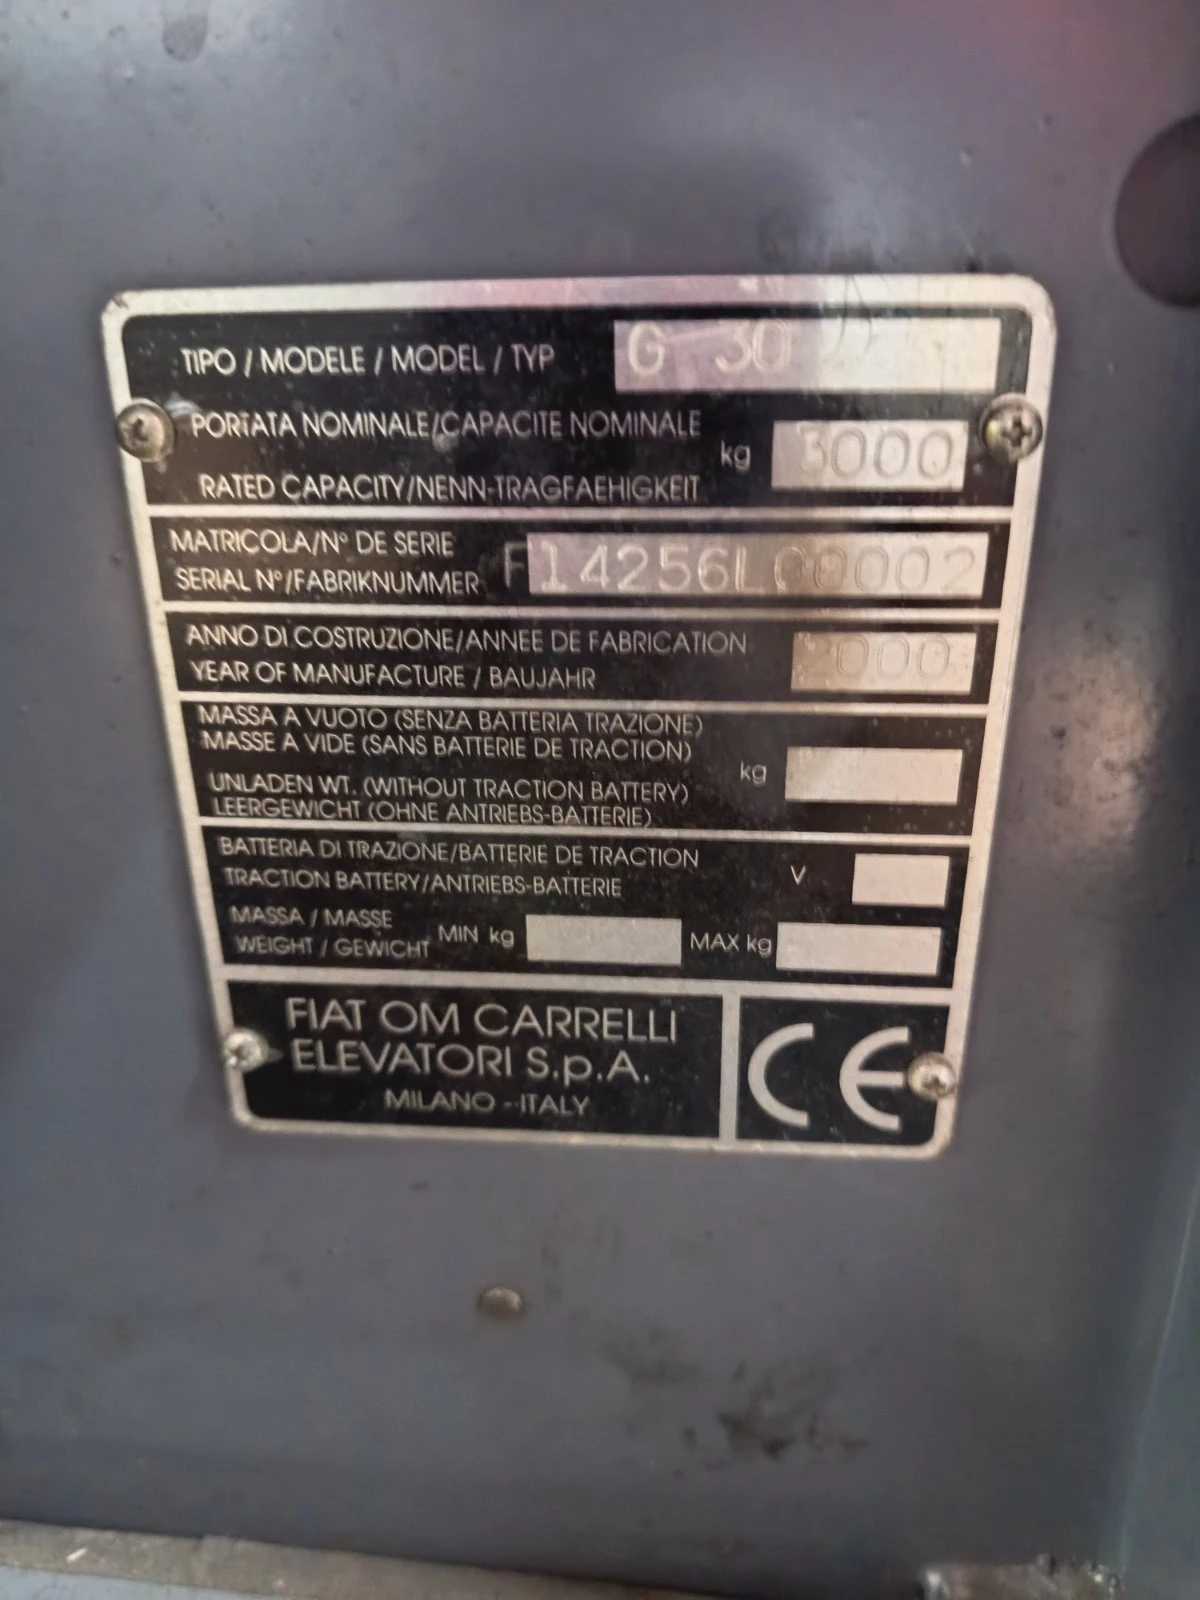 TIPO / MODELE / MODEL / TYP G 30
PORTATA NOMINALE/CAPACITE NOMINALE
kg 3000
RATED CAPACITY/NENN-TRAGFAEHIGKEIT
MATRICOLA/N° DE SERIE
SERIAL N°/FABRIKNUMMER F14256L00002
ANNO DI COSTRUZIONE/ANNEE DE FABRICATION
YEAR OF MANUFACTURE / BAUJAHR 2000
MASSA A VUOTO (SENZA BATTERIA TRAZIONE)
MASSE A VIDE (SANS BATTERIE DE TRACTION)
kg
UNLADEN WT. (WITHOUT TRACTION BATTERY)
LEERGEWICHT (OHNE ANTRIEBS-BATTERIE)
BATTERIA DI TRAZIONE/BATTERIE DE TRACTION
TRACTION BATTERY/ANTRIEBS-BATTERIE V
MASSA / MASSE
WEIGHT / GEWICHT MIN kg MAX kg
FIAT OM CARRELLI
ELEVATORI S.p.A.
MILANO - ITALY
CE